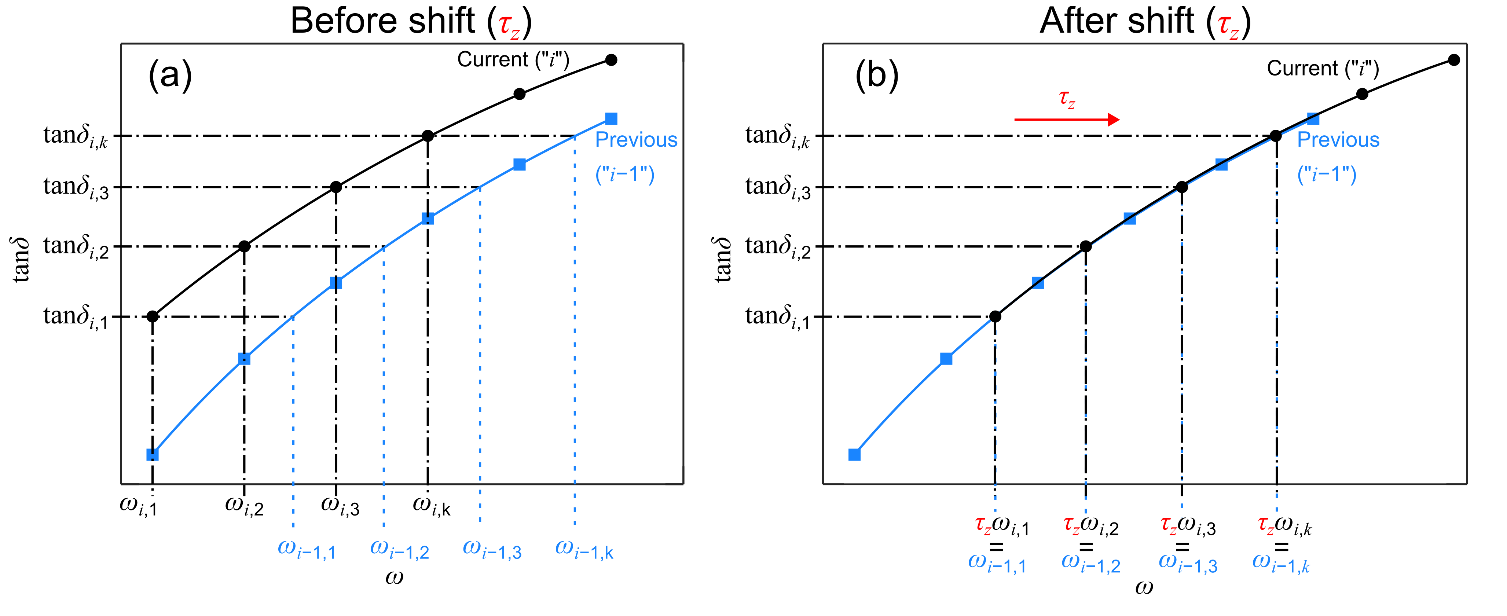 Before shift (τz)
(a)
Current ("i")
Previous
("i−1")
tanδi,k
tanδi,3
tanδi,2
tanδi,1
tanδ
ωi,1 ωi,2 ωi,3 ωi,k
ωi−1,1 ωi−1,2 ωi−1,3 ωi−1,k
ω
After shift (τz)
(b)
Current ("i")
τz
Previous
("i−1")
tanδi,k
tanδi,3
tanδi,2
tanδi,1
tanδ
τzωi,1 τzωi,2 τzωi,3 τzωi,k
= = = =
ωi−1,1 ωi−1,2 ωi−1,3 ωi−1,k
ω